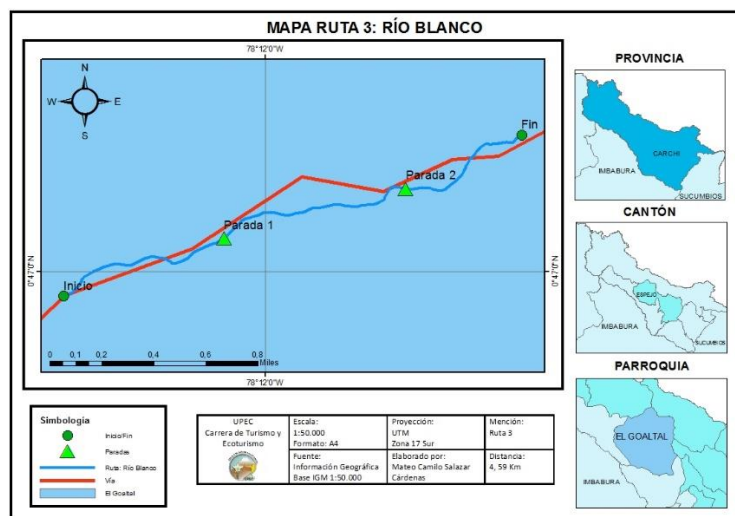 MAPA RUTA 3: RÍO BLANCO
78°12'0"W
N
W E
S
Fin
Parada 2
Parada 1
Inicio
0°47'0"N
0°47'0"N
0 0,1 0,2 0,4 0,6 0,8
Miles
78°12'0"W
PROVINCIA
CARCHI
IMBABURA
SUCUMBIOS
CANTÓN
ESPEJO
IMBABURA
SUCUMBIOS
PARROQUIA
EL GOALTAL
IMBABURA
Simbología
Inicio/Fin
Paradas
Ruta: Río Blanco
Vía
El Goaltal
UPEC
Carrera de Turismo y
Ecoturismo
Escala:
1:50.000
Formato: A4
Proyección:
UTM
Zona 17 Sur
Mención:
Ruta 3
Fuente:
Información Geográfica
Base IGM 1:50.000
Elaborado por:
Mateo Camilo Salazar
Cárdenas
Distancia:
4, 59 Km